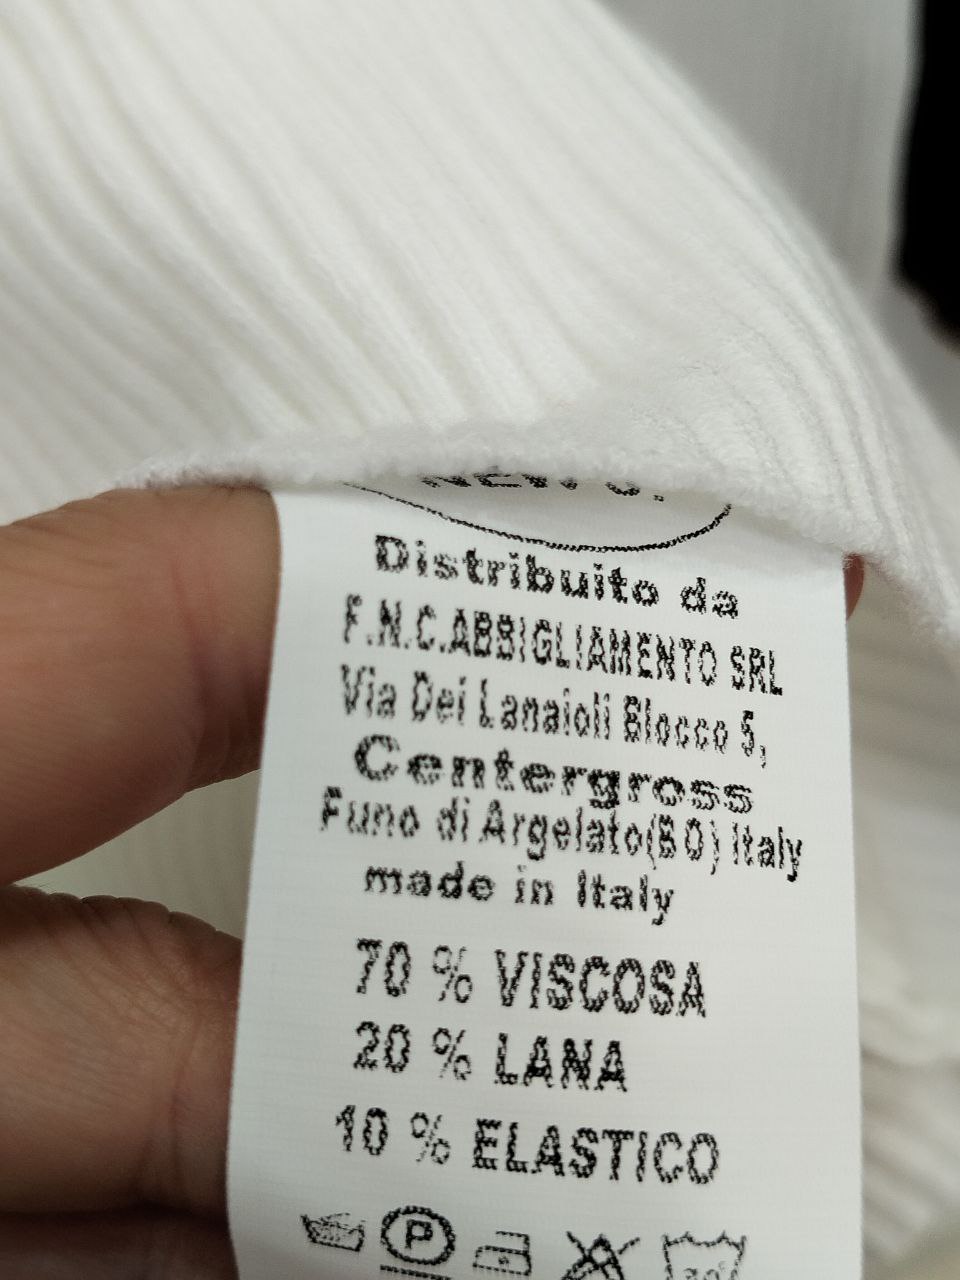 Distribuito da
F.N.C.ABBIGLIAMENTO SRL
Via Dei Lanaioli Blocco 5,
Centergross
Funo di Argelato(BO) Italy
made in Italy
70 % VISCOSA
20 % LANA
10 % ELASTICO
P